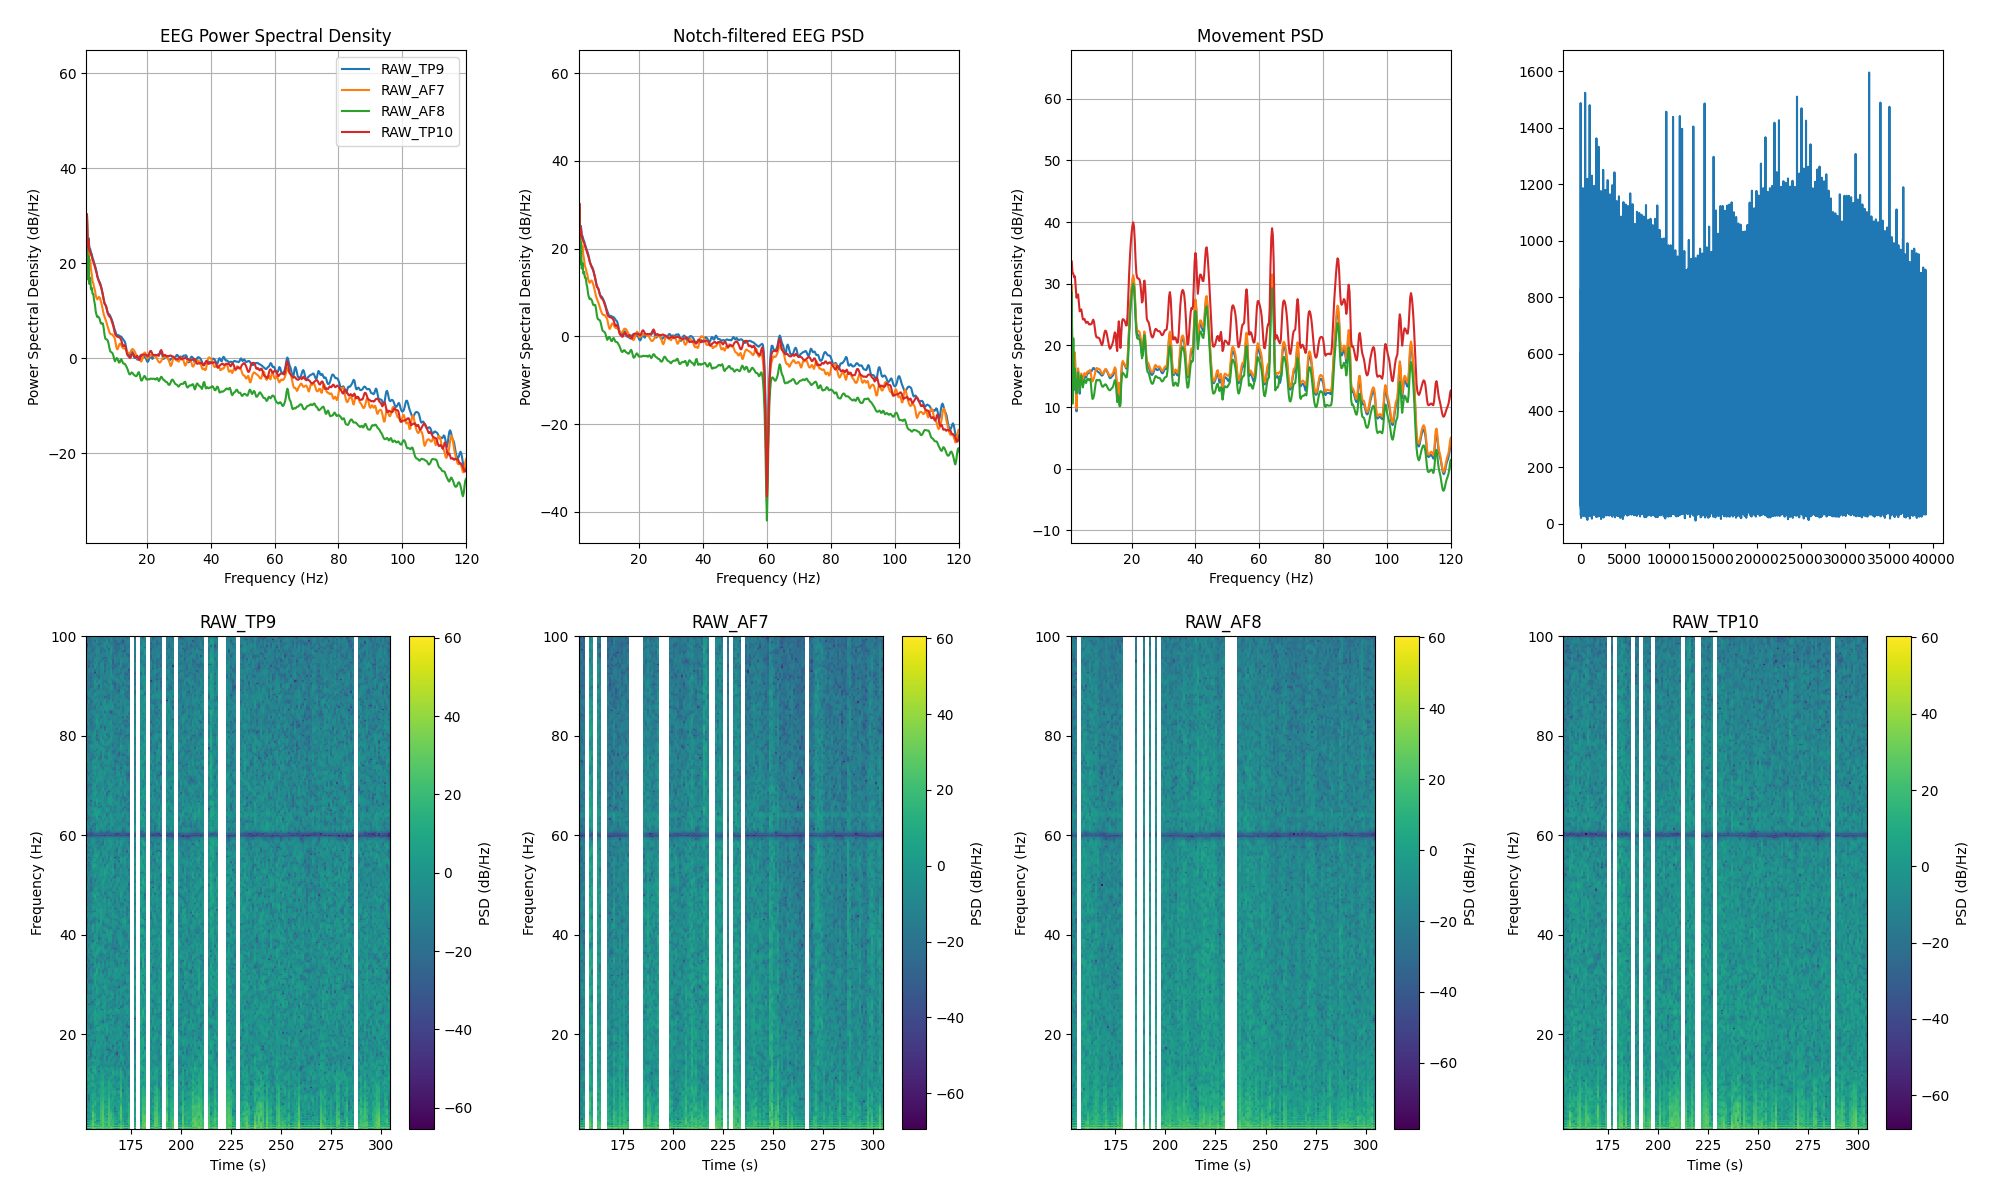 EEG Power Spectral Density
Power Spectral Density (dB/Hz)
60
40
20
0
−20
20 40 60 80 100 120
Frequency (Hz)
RAW_TP9
RAW_AF7
RAW_AF8
RAW_TP10
Notch-filtered EEG PSD
Power Spectral Density (dB/Hz)
60
40
20
0
−20
−40
20 40 60 80 100 120
Frequency (Hz)
Movement PSD
Power Spectral Density (dB/Hz)
60
50
40
30
20
10
0
−10
20 40 60 80 100 120
Frequency (Hz)
1600
1400
1200
1000
800
600
400
200
0
0 5000 10000 15000 20000 25000 30000 35000 40000
RAW_TP9
Frequency (Hz)
100
80
60
40
20
175 200 225 250 275 300
Time (s)
60
40
20
0
−20
−40
−60
PSD (dB/Hz)
RAW_AF7
Frequency (Hz)
100
80
60
40
20
175 200 225 250 275 300
Time (s)
60
40
20
0
−20
−40
−60
PSD (dB/Hz)
RAW_AF8
Frequency (Hz)
100
80
60
40
20
175 200 225 250 275 300
Time (s)
60
40
20
0
−20
−40
−60
PSD (dB/Hz)
RAW_TP10
Frequency (Hz)
100
80
60
40
20
175 200 225 250 275 300
Time (s)
60
40
20
0
−20
−40
−60
PSD (dB/Hz)